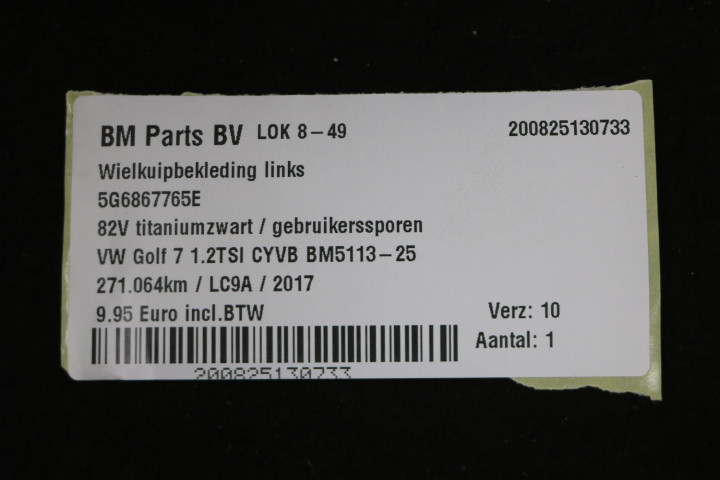 BM Parts BV LOK 8-49 200825130733
Wielkuipbekleding links
5G6867765E
82V titaniumzwart / gebruikerssporen
VW Golf 7 1.2TSI CYVB BM5113-25
271.064km / LC9A / 2017
9.95 Euro incl.BTW Verz: 10
Aantal: 1
200825130733